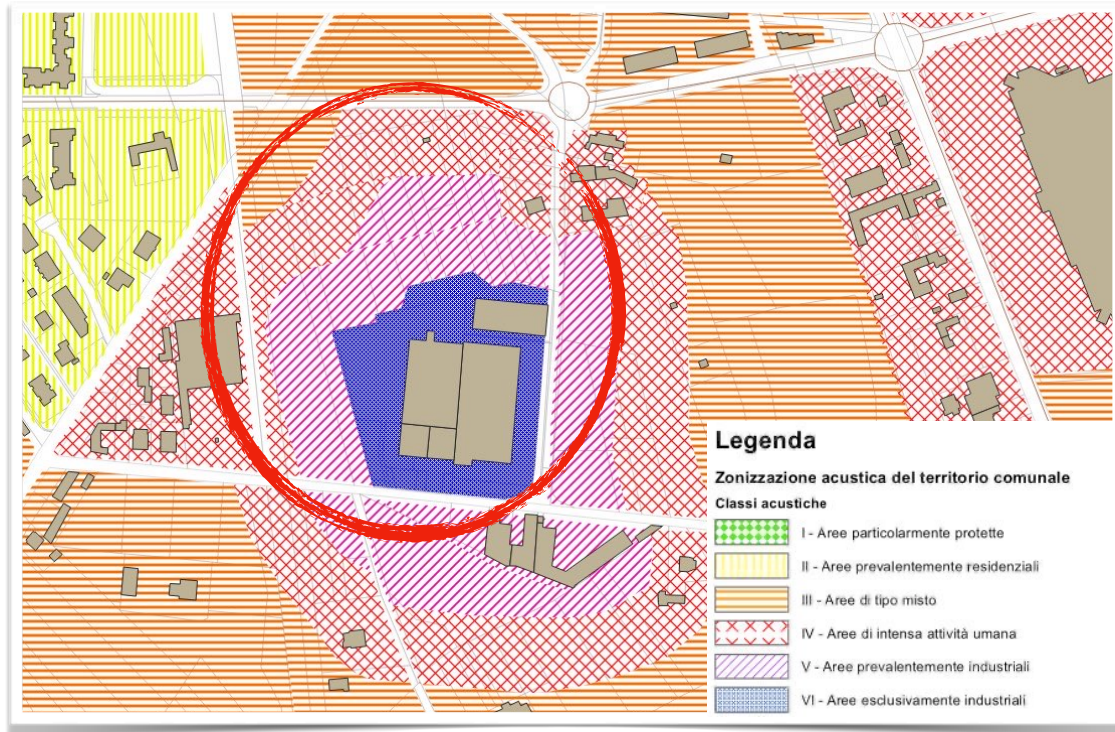 Legenda
Zonizzazione acustica del territorio comunale
Classi acustiche
I - Aree particolarmente protette
II - Aree prevalentemente residenziali
III - Aree di tipo misto
IV - Aree di intensa attività umana
V - Aree prevalentemente industriali
VI - Aree esclusivamente industriali